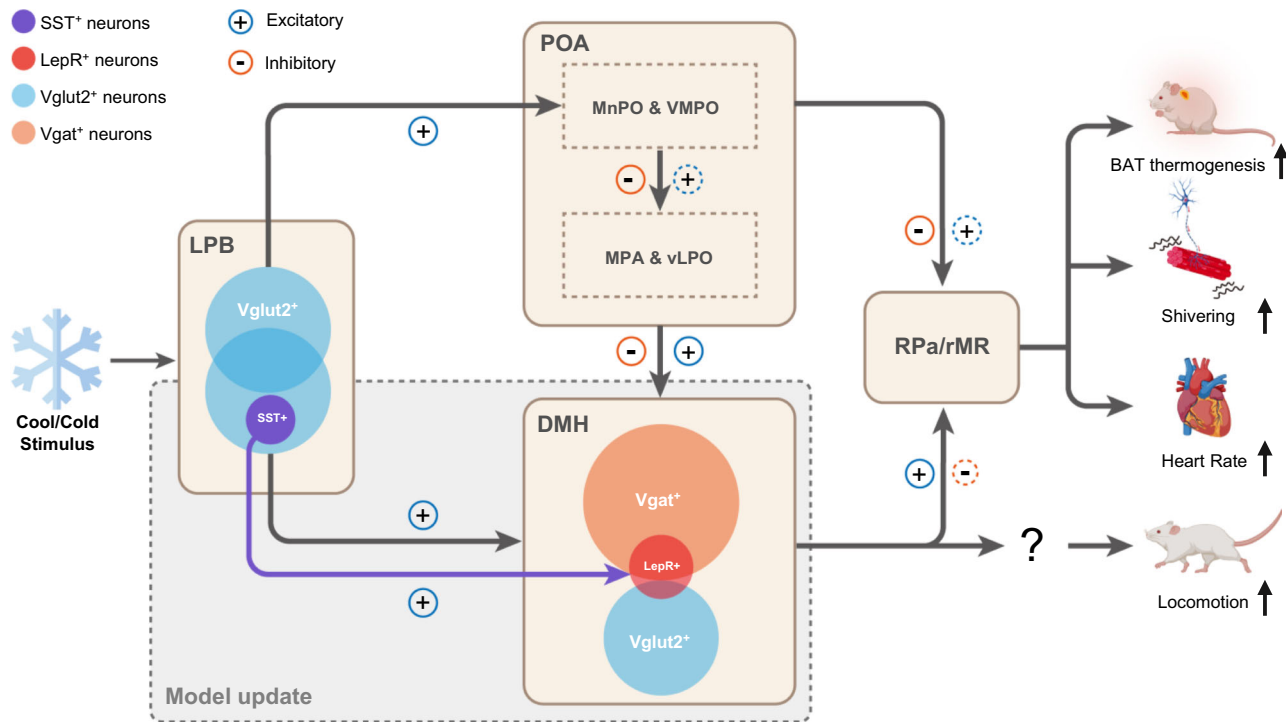 SST⁺ neurons
LepR⁺ neurons
Vglut2⁺ neurons
Vgat⁺ neurons
+ Excitatory
- Inhibitory
POA
MnPO & VMPO
- +
MPA & vLPO
+
LPB
Vglut2⁺
SST+
Cool/Cold
Stimulus
- +
- +
RPa/rMR
DMH
Vgat⁺
LepR+
Vglut2⁺
+
+
+ -
?
Model update
BAT thermogenesis
Shivering
Heart Rate
Locomotion